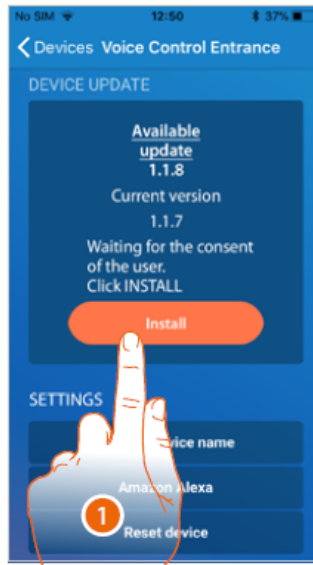 No SIM 12:50 37%
Devices Voice Control Entrance
DEVICE UPDATE
Available
update
1.1.8
Current version
1.1.7
Waiting for the consent
of the user.
Click INSTALL
Install
SETTINGS
name
Amazon Alexa
Reset device
1